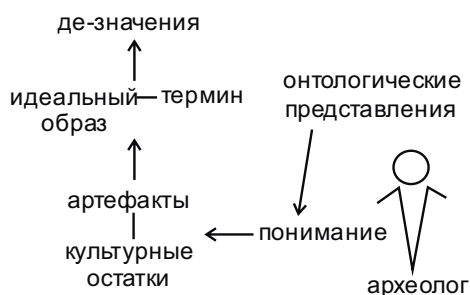 де-значения
идеальный
образ
термин
онтологические
представления
артефакты
культурные
остатки
понимание
археолог